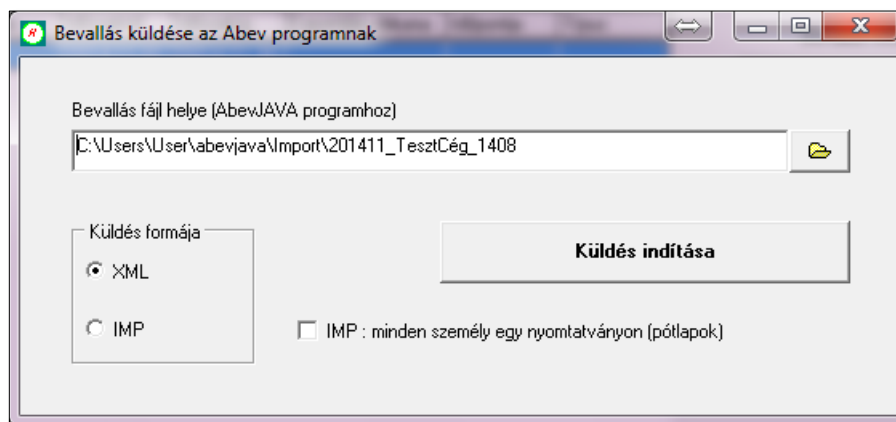 Bevallás küldése az Abev programnak
Bevallás fájl helye (AbevJAVA programhoz)
C:\Users\User\abevjava\Import\201411_TesztCég_1408
Küldés formája
XML
Küldés indítása
IMP
IMP : minden személy egy nyomtatványon (pótlapok)